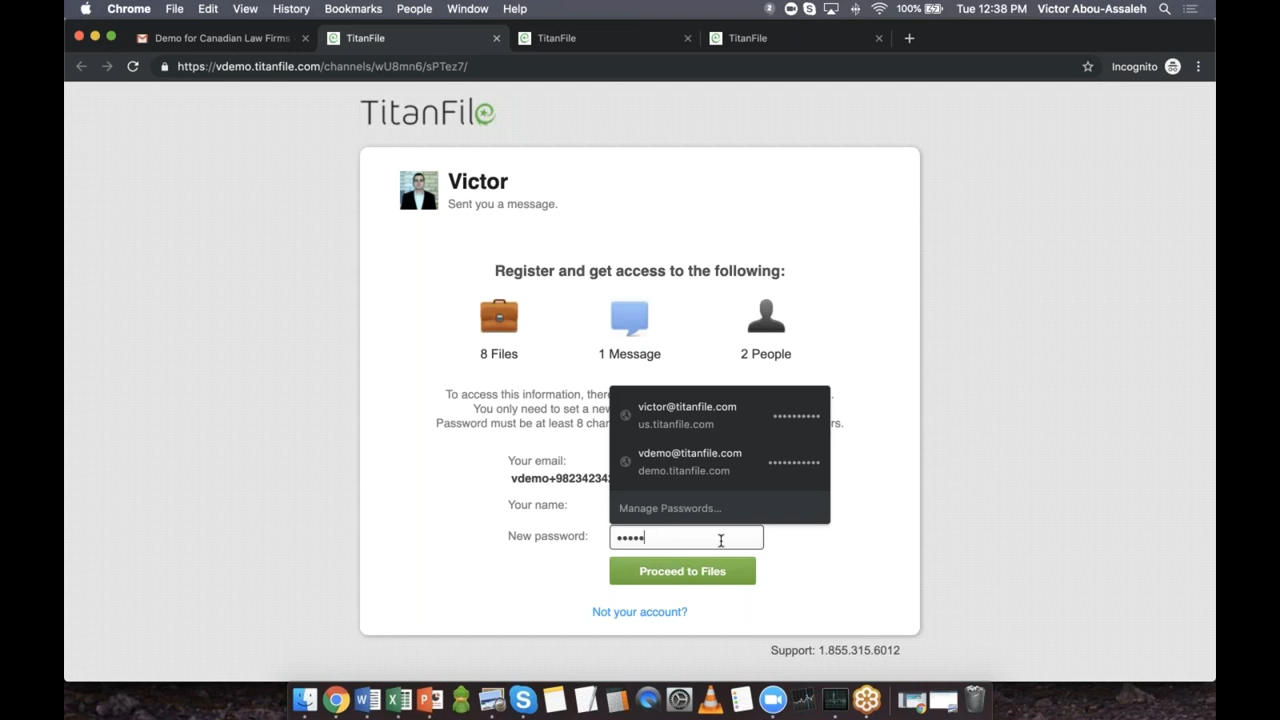 Chrome File Edit View History Bookmarks People Window Help 2 100% Tue 12:38 PM Victor Abou-Assaleh
Demo for Canadian Law Firms TitanFile TitanFile TitanFile
https://vdemo.titanfile.com/channels/wU8mn6/sPTez7/ Incognito
TitanFile
Victor
Sent you a message.
Register and get access to the following:
8 Files 1 Message 2 People
To access this information,
You only need to set a
Password must be at least 8
victor@titanfile.com ••••••••••
us.titanfile.com
vdemo@titanfile.com •••••••••••
demo.titanfile.com
Manage Passwords...
Your email:
vdemo+98234234
Your name:
New password: •••••
Proceed to Files
Not your account?
Support: 1.855.315.6012